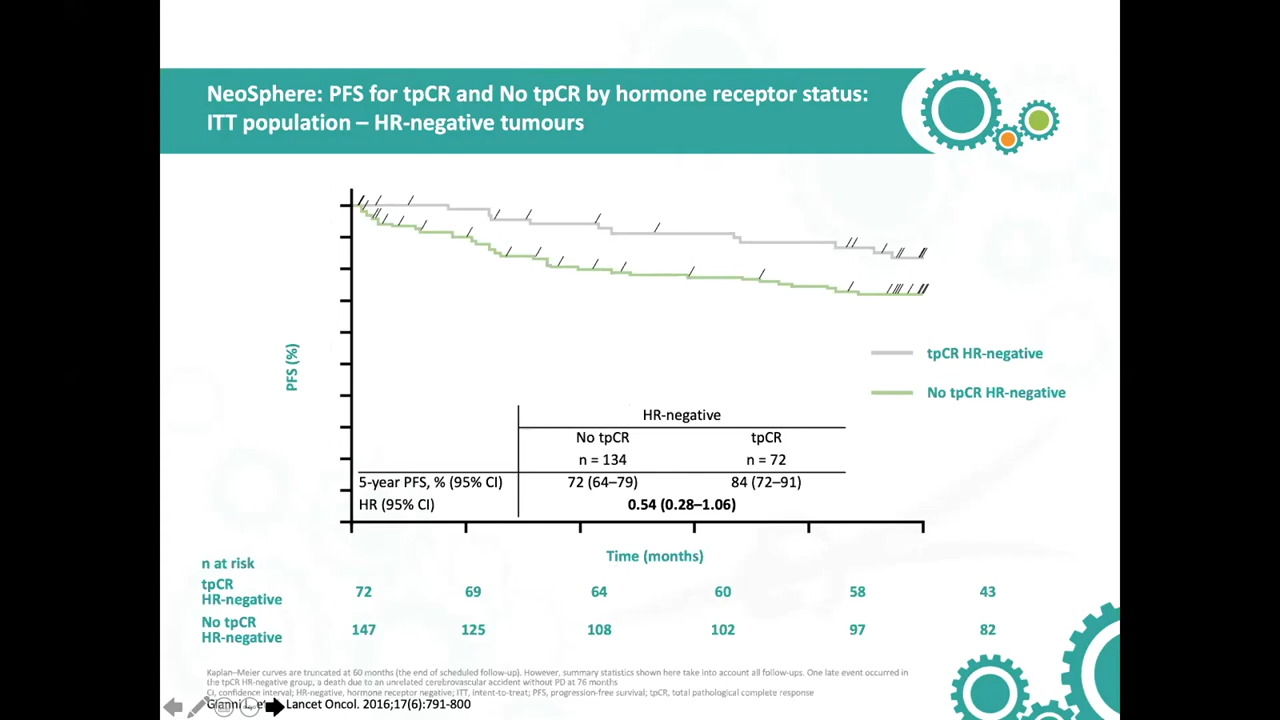 NeoSphere: PFS for tpCR and No tpCR by hormone receptor status:
ITT population – HR-negative tumours
PFS (%)
tpCR HR-negative
No tpCR HR-negative
HR-negative
No tpCR tpCR
n = 134 n = 72
5-year PFS, % (95% CI) 72 (64–79) 84 (72–91)
HR (95% CI) 0.54 (0.28–1.06)
Time (months)
n at risk
tpCR
HR-negative 72 69 64 60 58 43
No tpCR
HR-negative 147 125 108 102 97 82
Kaplan–Meier curves are truncated at 60 months (the end of scheduled follow-up). However, summary statistics shown here take into account all follow-ups. One late event occurred in
the tpCR HR-negative group, a death due to an unrelated cerebrovascular accident without PD at 76 months
CI, confidence interval; HR-negative, hormone receptor negative; ITT, intent-to-treat; PFS, progression-free survival; tpCR, total pathological complete response
Gianni Lancet Oncol. 2016;17(6):791-800